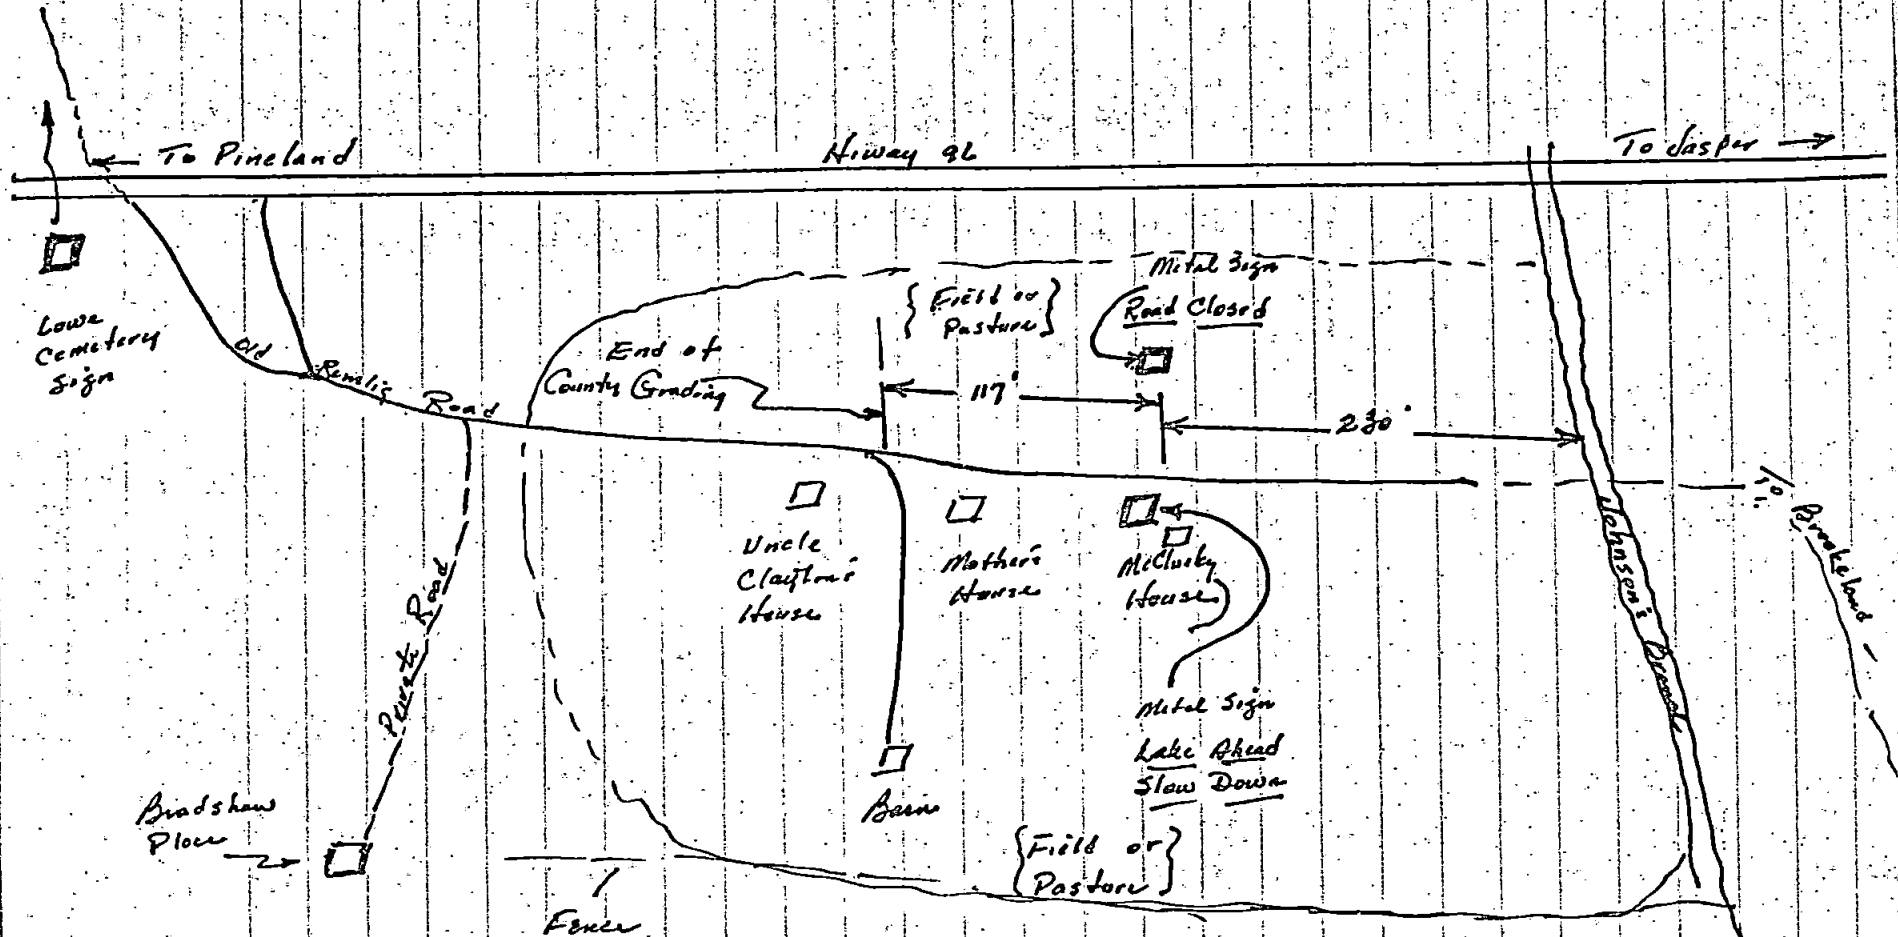 To Pineland
Hiway 96
To Jasper
Lowe
Cemetery
Sign
Old Remlig Road
End of
County Grading
{Field or
Pasture}
Metal Sign
Road Closed
117'
230'
To Brookeland
Johnson's Branch
Private Road
Uncle
Clayton's
House
Mother's
House
McClusky
House
Metal Sign
Lake Ahead
Slow Down
Barn
Bradshaw
Place
{Field or
Pasture}
Fence